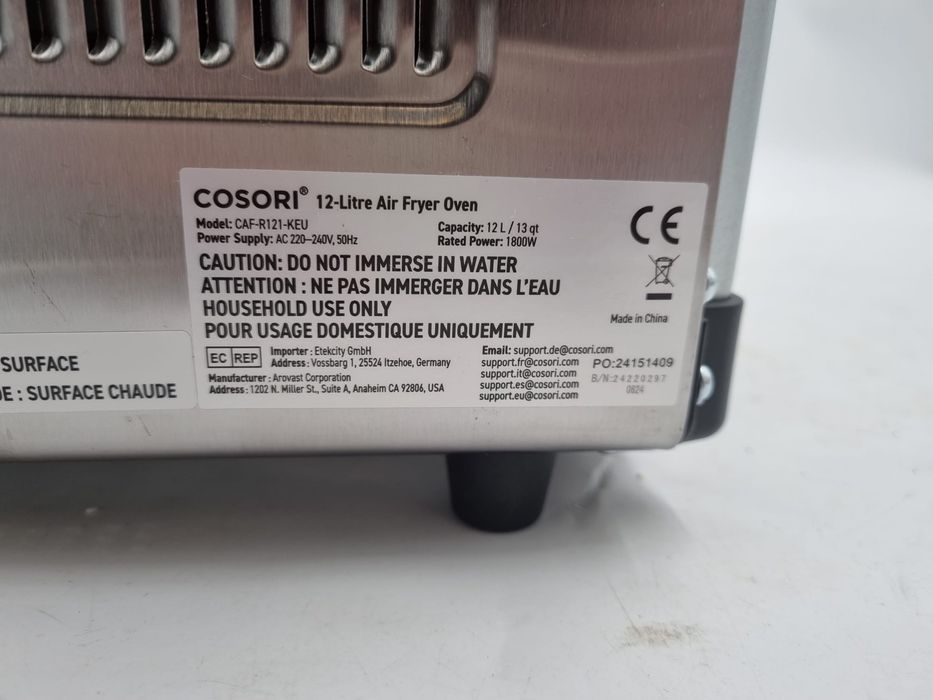 COSORI® 12-Litre Air Fryer Oven
Model: CAF-R121-KEU
Capacity: 12 L / 13 qt
Power Supply: AC 220–240V, 50Hz
Rated Power: 1800W
CE
CAUTION: DO NOT IMMERSE IN WATER
ATTENTION : NE PAS IMMERGER DANS L'EAU
HOUSEHOLD USE ONLY
POUR USAGE DOMESTIQUE UNIQUEMENT
Made in China
EC REP
Importer : Etekcity GmbH
Address : Vossbarg 1, 25524 Itzehoe, Germany
Manufacturer : Arovast Corporation
Address : 1202 N. Miller St., Suite A, Anaheim CA 92806, USA
Email: support.de@cosori.com
support.fr@cosori.com
support.it@cosori.com
support.es@cosori.com
support.eu@cosori.com
PO:24151409
B/N:24220297
0824
SURFACE
DE : SURFACE CHAUDE